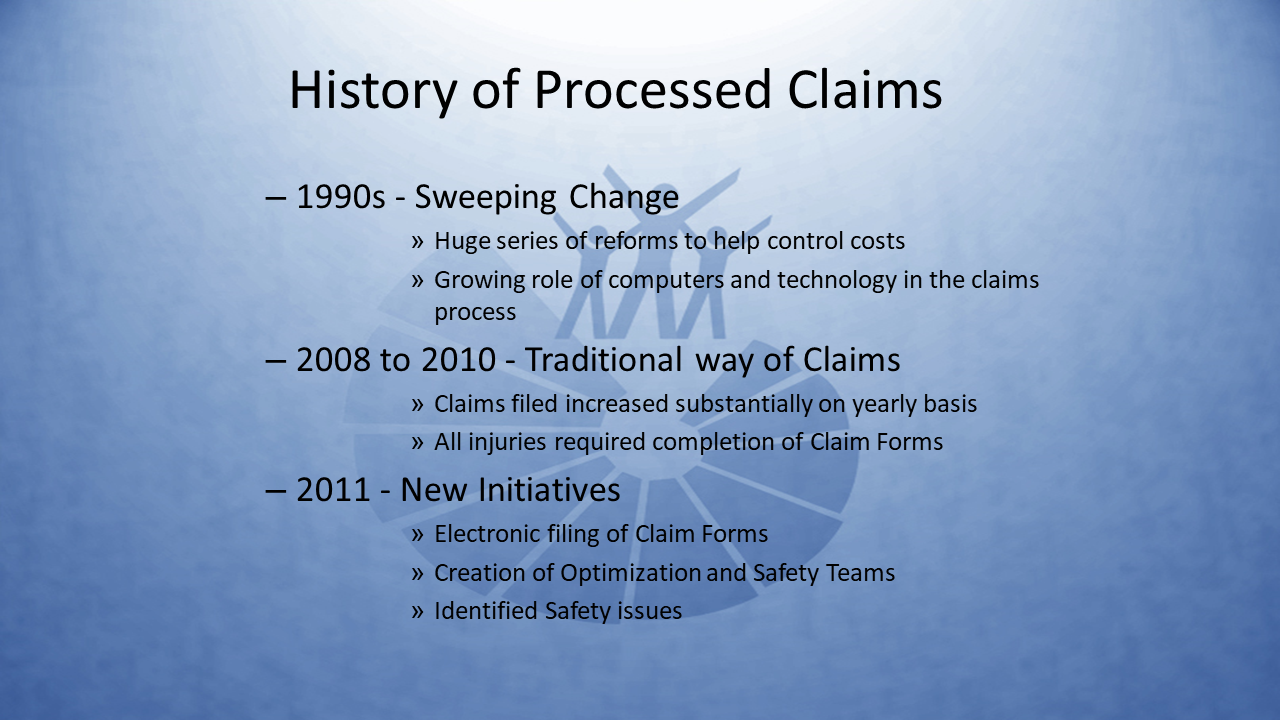 History of Processed Claims
– 1990s - Sweeping Change
» Huge series of reforms to help control costs
» Growing role of computers and technology in the claims
process
– 2008 to 2010 - Traditional way of Claims
» Claims filed increased substantially on yearly basis
» All injuries required completion of Claim Forms
– 2011 - New Initiatives
» Electronic filing of Claim Forms
» Creation of Optimization and Safety Teams
» Identified Safety issues